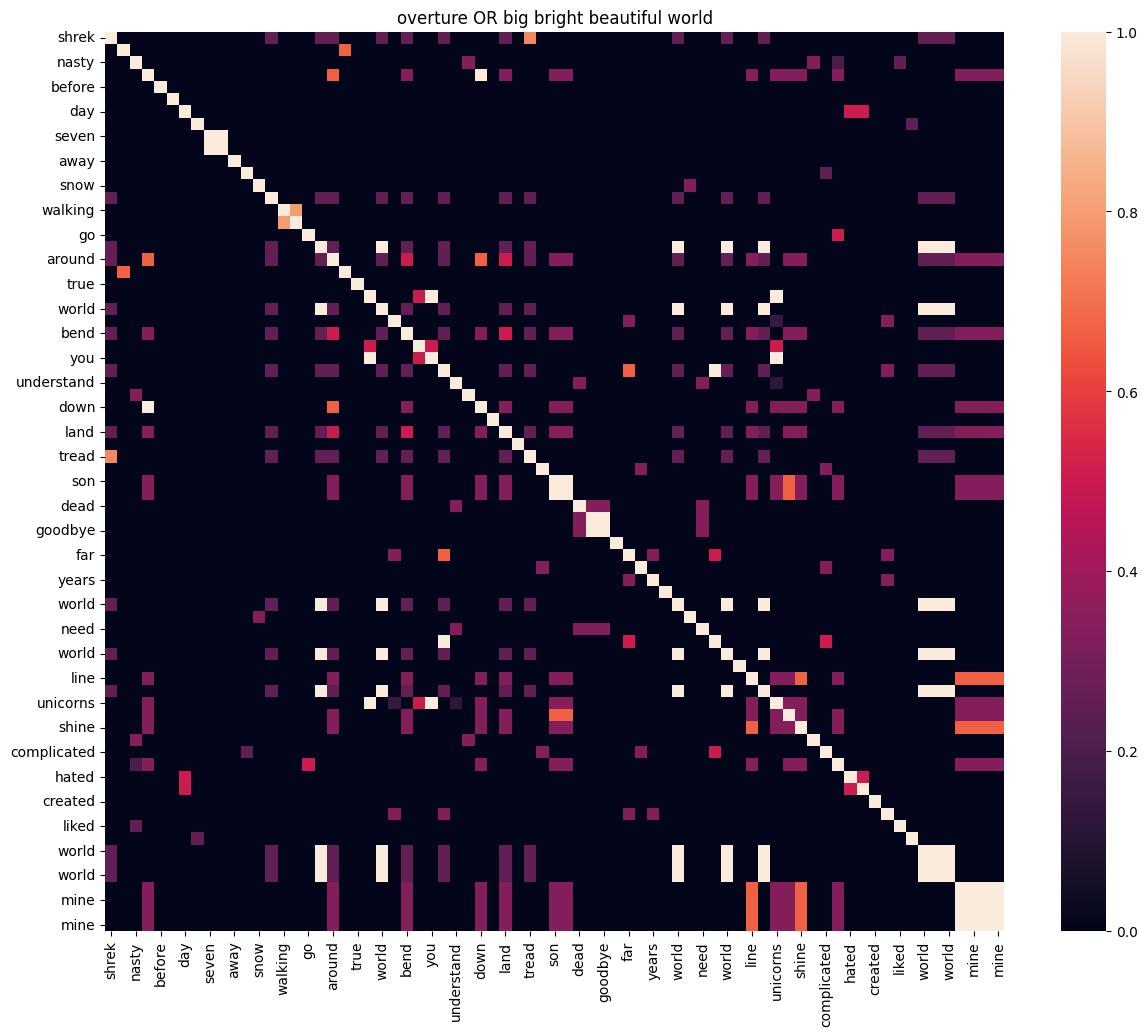 overture OR big bright beautiful world
shrek
nasty
before
day
seven
away
snow
walking
go
around
true
world
bend
you
understand
down
land
tread
son
dead
goodbye
far
years
world
need
world
line
unicorns
shine
complicated
hated
created
liked
world
world
mine
mine
1.0
0.8
0.6
0.4
0.2
0.0
shrek
nasty
before
day
seven
away
snow
walking
go
around
true
world
bend
you
understand
down
land
tread
son
dead
goodbye
far
years
world
need
world
line
unicorns
shine
complicated
hated
created
liked
world
world
mine
mine